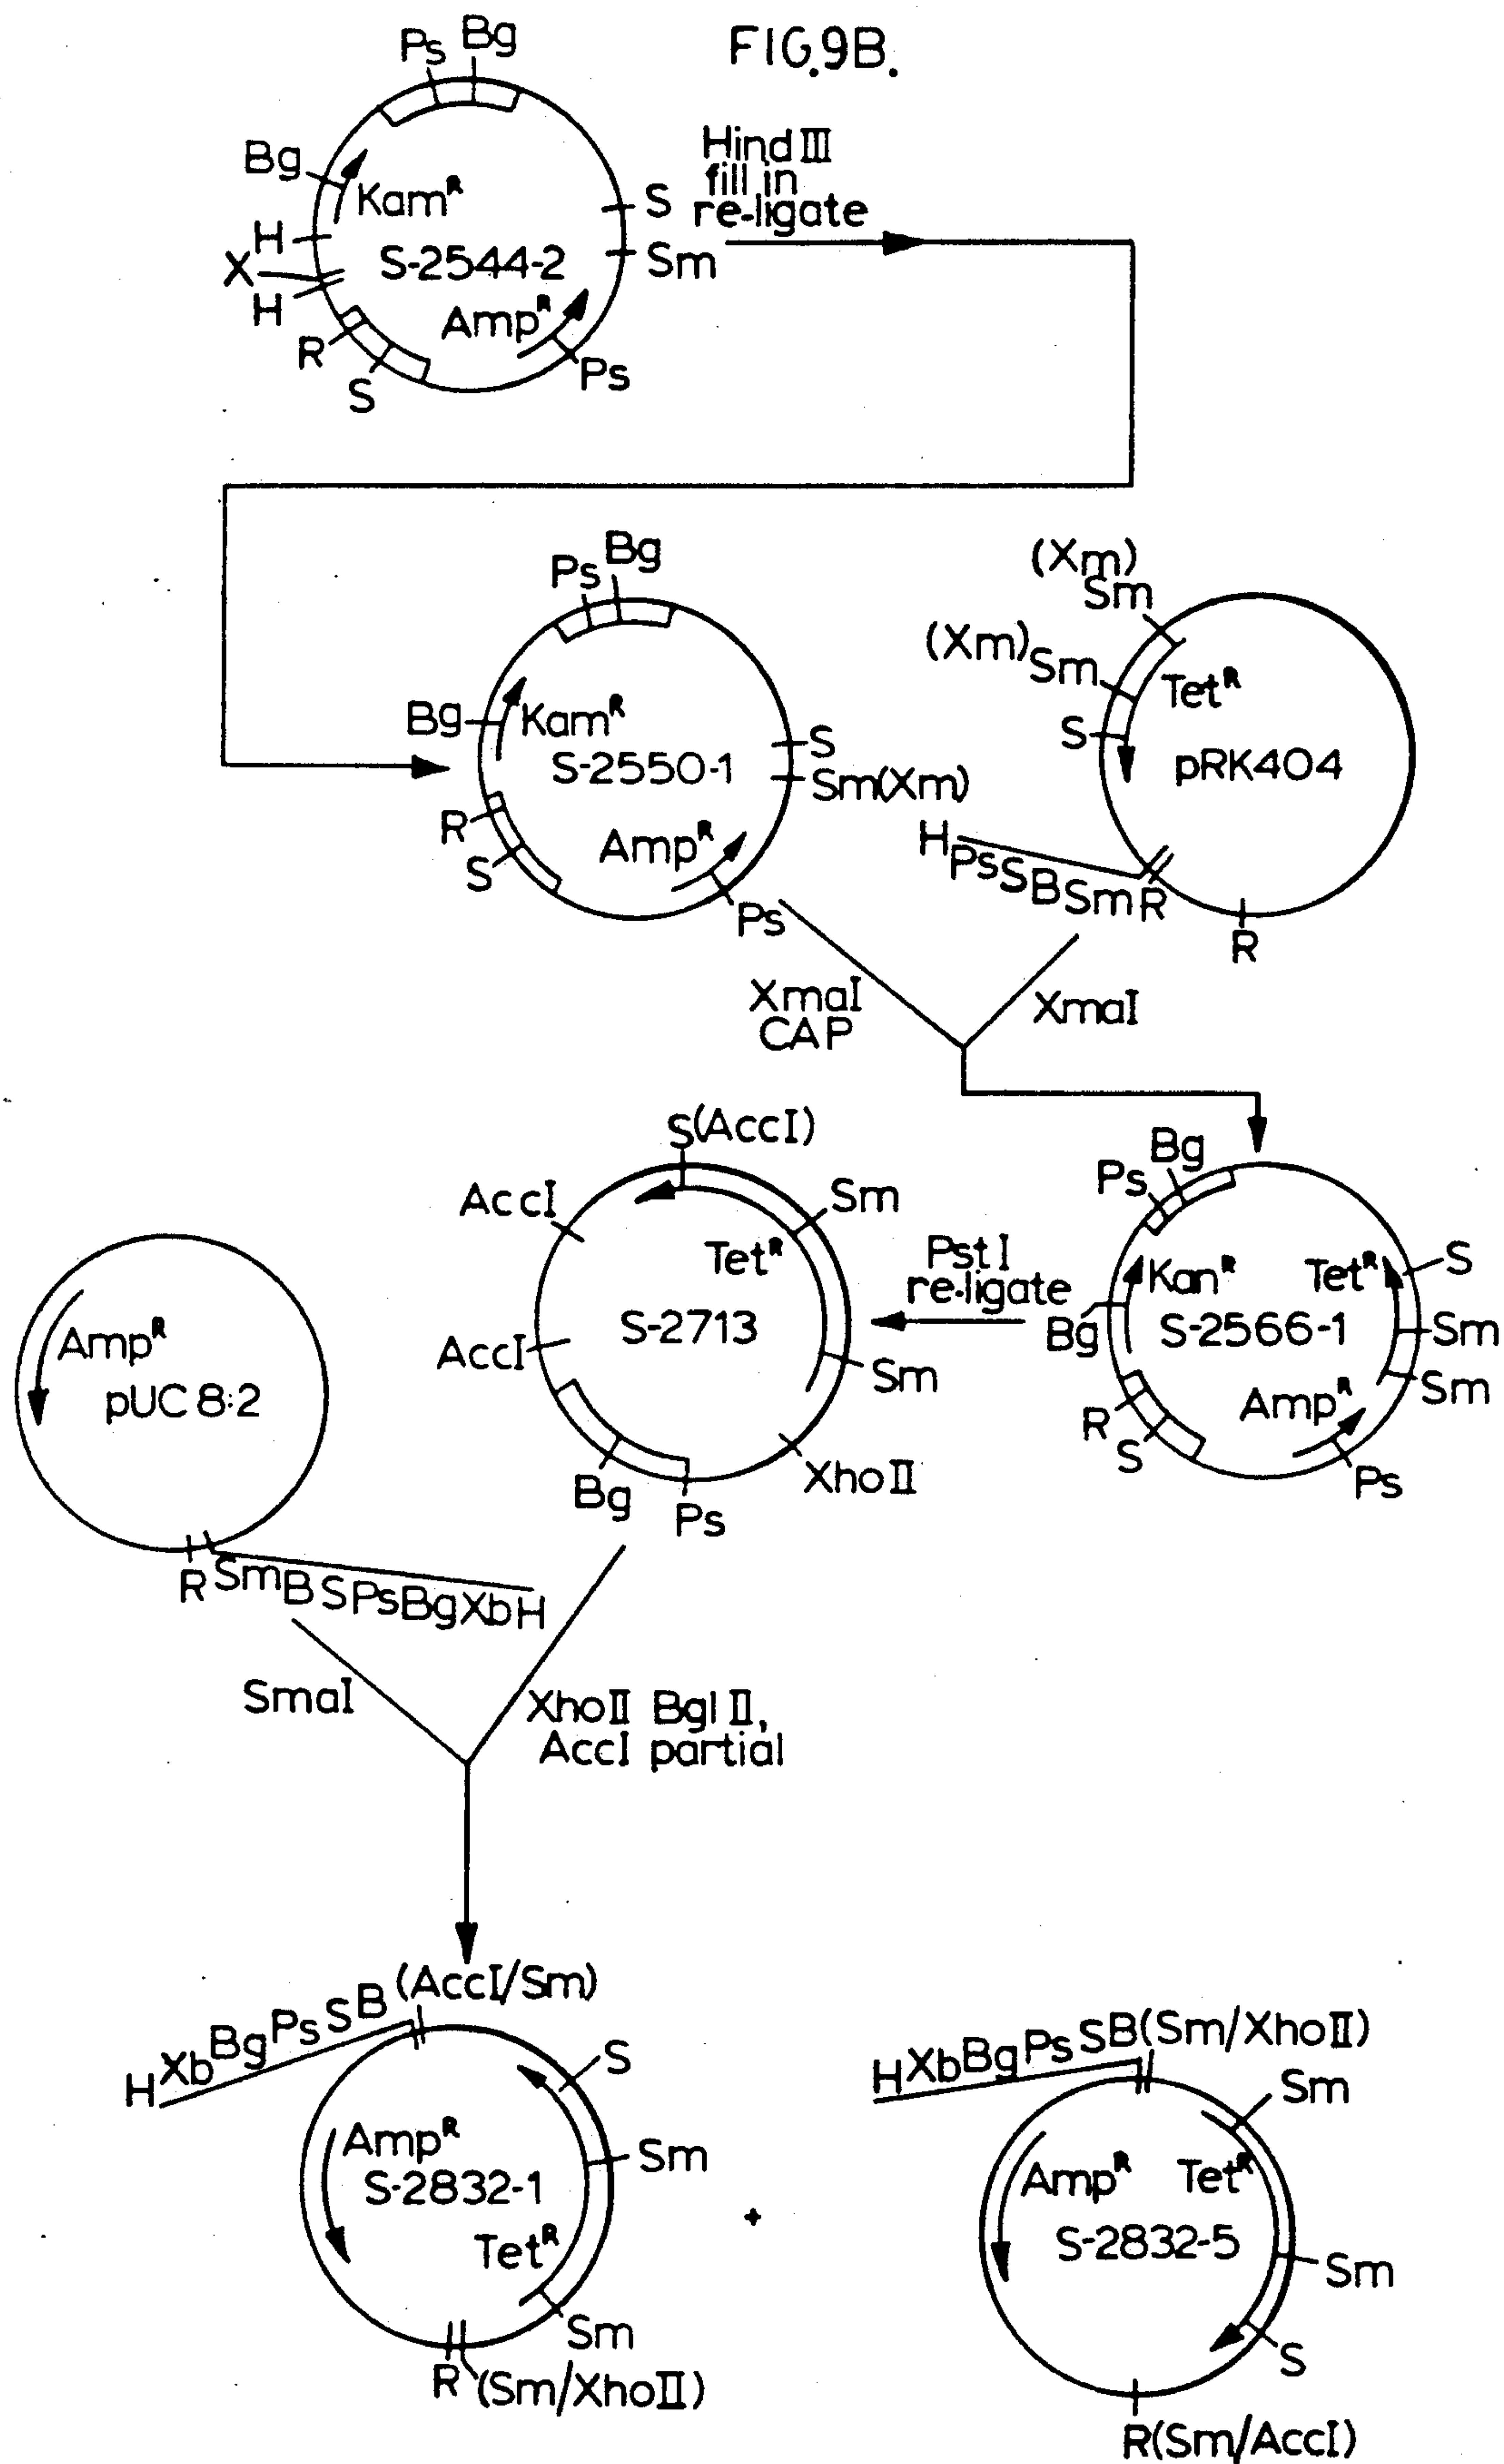 FIG.9B.
Ps Bg
Bg
Kam^R
H
X
H
S-2544-2
S
Sm
Amp^R
R
S
Ps
Hind III
fill in
re-ligate
Ps Bg
Bg
Kam^R
S-2550-1
S
Sm(Xm)
R
S
Amp^R
Ps
(Xm)
Sm
(Xm)Sm
S
Tet^R
pRK404
H Ps S B Sm R
R
XmaI
CAP
XmaI
S(AccI)
AccI
Sm
Tet^R
S-2713
AccI
Sm
XhoII
Bg
Ps
PstI
re-ligate
Ps Bg
Kan^R
Tet^R
S
Bg
S-2566-1
Sm
Sm
R
S
Amp^R
Ps
Amp^R
pUC 8:2
R Sm B S Ps Bg Xb H
SmaI
XhoII Bgl II,
AccI partial
H Xb Bg Ps S B (AccI/Sm)
S
Amp^R
S-2832-1
Sm
Tet^R
Sm
R (Sm/XhoII)
+
H Xb Bg Ps S B(Sm/XhoII)
Sm
Amp^R
Tet^R
S-2832-5
Sm
S
R(Sm/AccI)